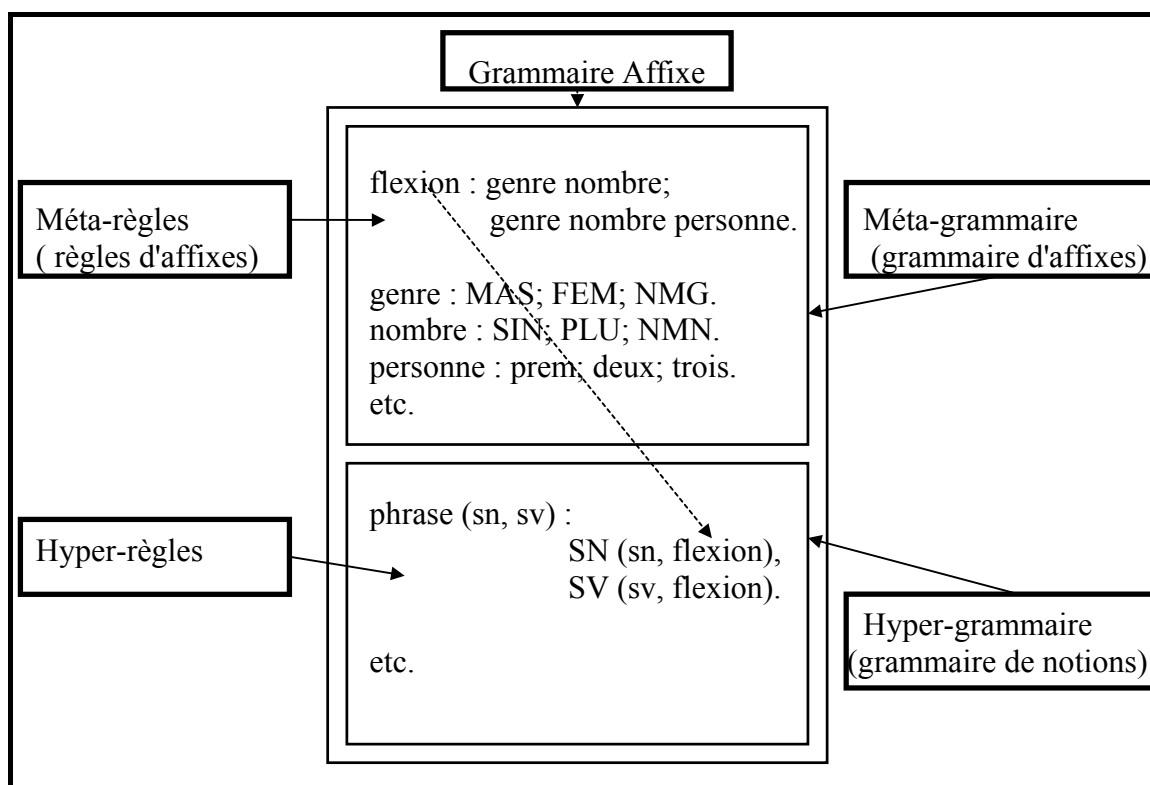 Grammaire Affixe
flexion : genre nombre;
genre nombre personne.
genre : MAS; FEM; NMG.
nombre : SIN; PLU; NMN.
personne : prem; deux; trois.
etc.
Méta-règles
( règles d'affixes)
Méta-grammaire
(grammaire d'affixes)
phrase (sn, sv) :
SN (sn, flexion),
SV (sv, flexion).
etc.
Hyper-règles
Hyper-grammaire
(grammaire de notions)